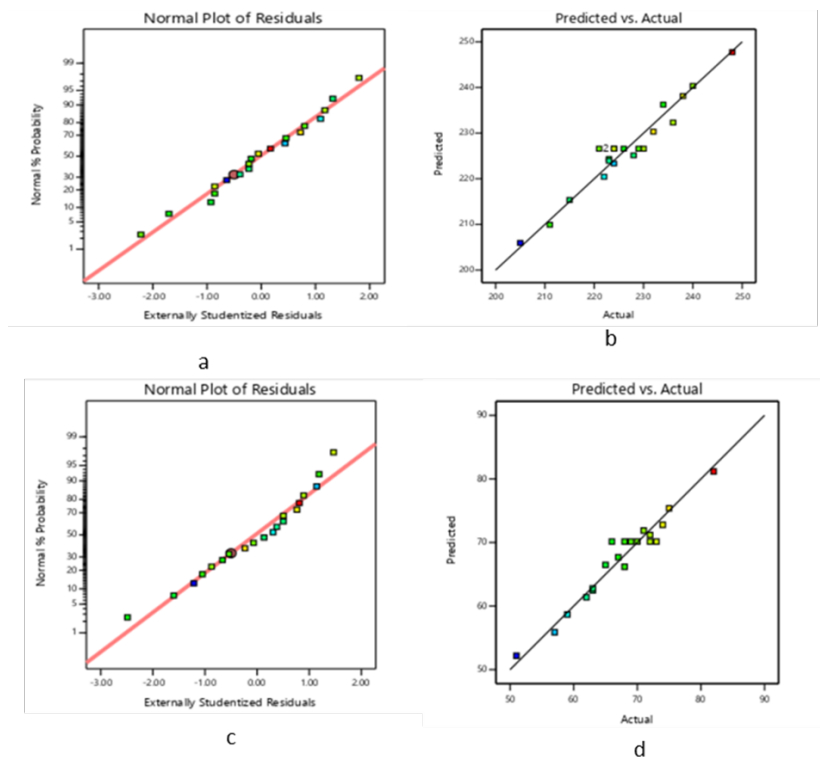 Normal Plot of Residuals
Normal % Probability
99
95
90
80
70
50
30
20
10
5
1
-3.00 -2.00 -1.00 0.00 1.00 2.00
Externally Studentized Residuals
a
Predicted vs. Actual
Predicted
250
240
230
220
210
200
2
200 210 220 230 240 250
Actual
b
Normal Plot of Residuals
Normal % Probability
99
95
90
80
70
50
30
20
10
5
1
-3.00 -2.00 -1.00 0.00 1.00 2.00
Externally Studentized Residuals
c
Predicted vs. Actual
Predicted
90
80
70
60
50
50 60 70 80 90
Actual
d